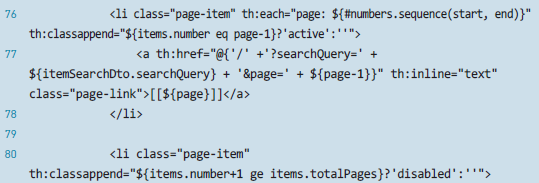 76 <li class="page-item" th:each="page: ${#numbers.sequence(start, end)}"
th:classappend="${items.number eq page-1}?'active':''">
77 <a th:href="@{'/' +'?searchQuery=' +
${itemSearchDto.searchQuery} + '&page=' + ${page-1}}" th:inline="text"
class="page-link">[[${page}]]</a>
78 </li>
79
80 <li class="page-item"
th:classappend="${items.number+1 ge items.totalPages}?'disabled':''">